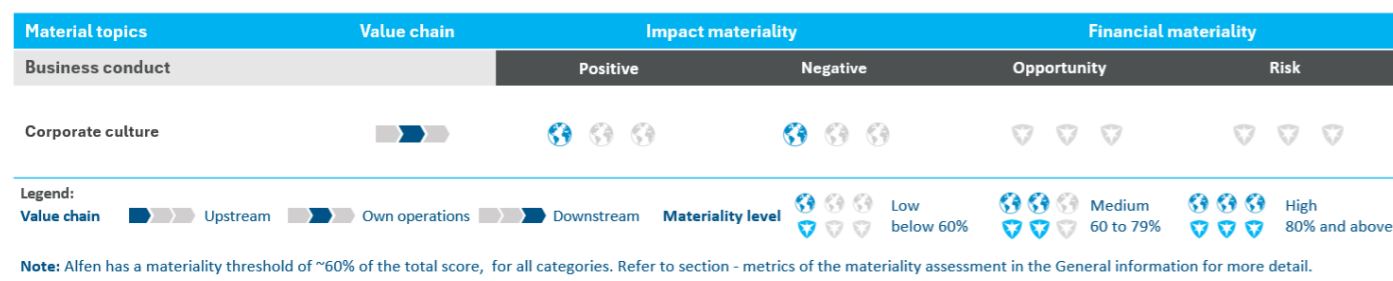 Material topics Value chain Impact materiality Financial materiality
Business conduct Positive Negative Opportunity Risk
Corporate culture
Legend:
Value chain Upstream Own operations Downstream Materiality level Low below 60% Medium 60 to 79% High 80% and above
Note: Alfen has a materiality threshold of ~60% of the total score, for all categories. Refer to section - metrics of the materiality assessment in the General information for more detail.